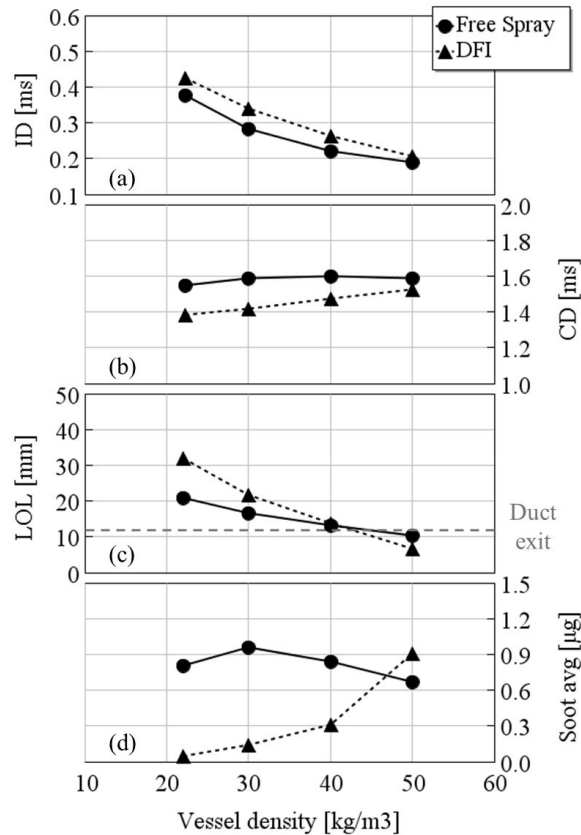 Free Spray
DFI
0.6
0.5
0.4
0.3
0.2
0.1
ID [ms]
(a)
2.0
1.8
1.6
1.4
1.2
1.0
CD [ms]
(b)
50
40
30
20
10
0
LOL [mm]
(c)
Duct
exit
1.5
1.2
0.9
0.6
0.3
0.0
Soot avg [μg]
(d)
10 20 30 40 50 60
Vessel density [kg/m3]